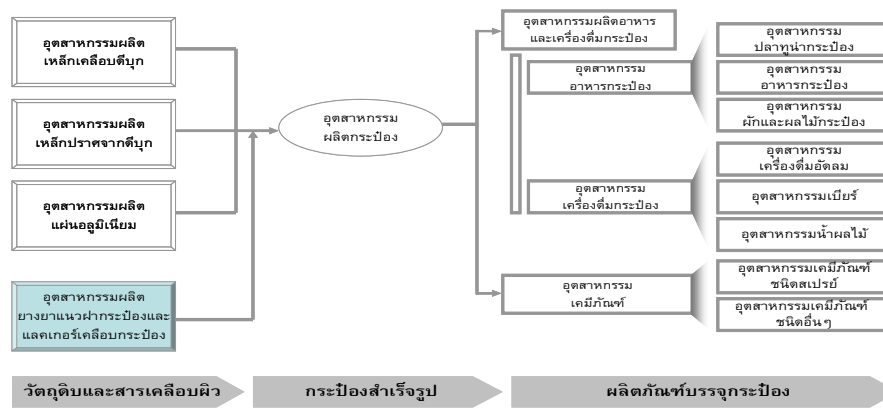 อุตสาหกรรมผลิต
เหล็กเคลือบดีบุก
อุตสาหกรรมผลิต
เหล็กปราศจากดีบุก
อุตสาหกรรมผลิต
แผ่นอลูมิเนียม
อุตสาหกรรมผลิต
ยางยาแนวฝากระป๋องและ
แลคเกอร์เคลือบกระป๋อง
อุตสาหกรรม
ผลิตกระป๋อง
อุตสาหกรรมผลิตอาหาร
และเครื่องดื่มกระป๋อง
อุตสาหกรรม
อาหารกระป๋อง
อุตสาหกรรม
เครื่องดื่มกระป๋อง
อุตสาหกรรม
เคมีภัณฑ์
อุตสาหกรรม
ปลาทูน่ากระป๋อง
อุตสาหกรรม
อาหารกระป๋อง
อุตสาหกรรม
ผักและผลไม้กระป๋อง
อุตสาหกรรม
เครื่องดื่มอัดลม
อุตสาหกรรมเบียร์
อุตสาหกรรมน้ำผลไม้
อุตสาหกรรมเคมีภัณฑ์
ชนิดสเปรย์
อุตสาหกรรมเคมีภัณฑ์
ชนิดอื่นๆ
วัตถุดิบและสารเคลือบผิว
กระป๋องสำเร็จรูป
ผลิตภัณฑ์บรรจุกระป๋อง